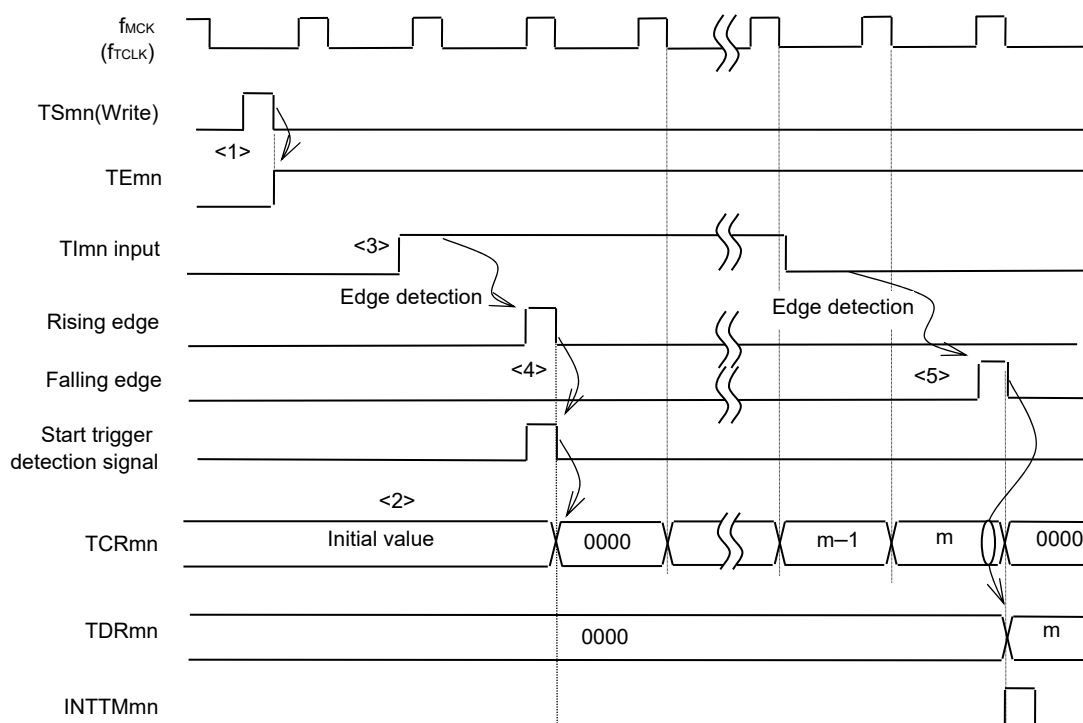 fMCK
(fTCLK)
TSmn(Write)
<1>
TEmn
TImn input
<3>
Edge detection
Edge detection
Rising edge
<4>
<5>
Falling edge
Start trigger
detection signal
<2>
TCRmn
Initial value
0000
m–1
m
0000
TDRmn
0000
m
INTTMmn